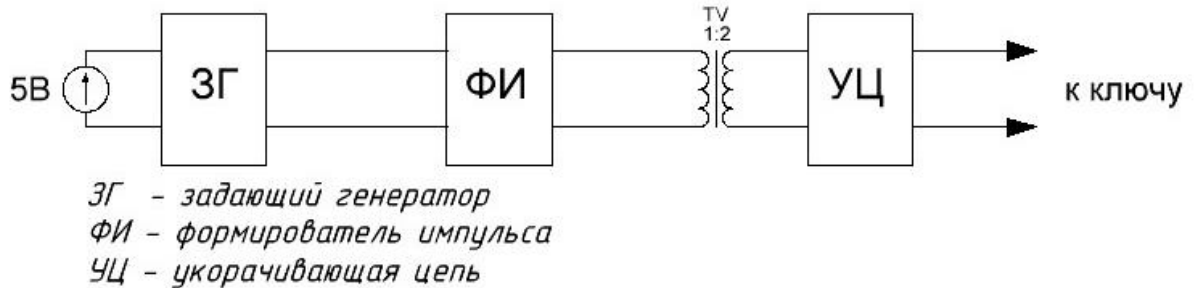 TV
1:2
5В ЗГ ФИ УЦ к ключу
ЗГ – задающий генератор
ФИ – формирователь импульса
УЦ – укорачивающая цепь